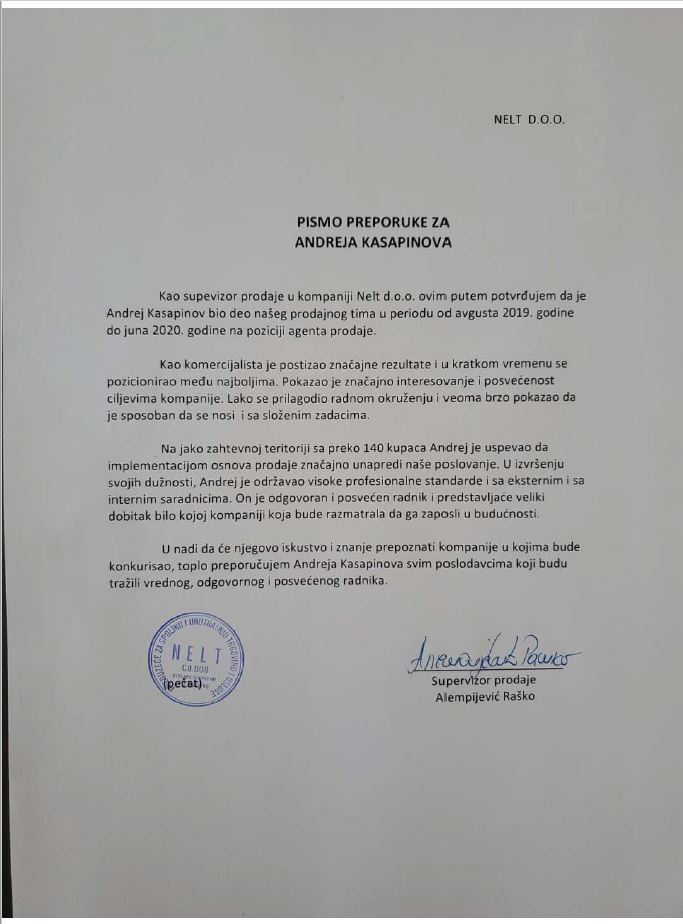 NELT D.O.O.
PISMO PREPORUKE ZA
ANDREJA KASAPINOVA
Kao supevizor prodaje u kompaniji Nelt d.o.o. ovim putem potvrđujem da je
Andrej Kasapinov bio deo našeg prodajnog tima u periodu od avgusta 2019. godine
do juna 2020. godine na poziciji agenta prodaje.
Kao komercijalista je postizao značajne rezultate i u kratkom vremenu se
pozicionirao među najboljima. Pokazao je značajno interesovanje i posvećenost
ciljevima kompanije. Lako se prilagodio radnom okruženju i veoma brzo pokazao da
je sposoban da se nosi i sa složenim zadacima.
Na jako zahtevnoj teritoriji sa preko 140 kupaca Andrej je uspevao da
implementacijom osnova prodaje značajno unapredi naše poslovanje. U izvršenju
svojih dužnosti, Andrej je održavao visoke profesionalne standarde i sa eksternim i sa
internim saradnicima. On je odgovoran i posvećen radnik i predstavljaće veliki
dobitak bilo kojoj kompaniji koja bude razmatrala da ga zaposli u budućnosti.
U nadi da će njegovo iskustvo i znanje prepoznati kompanije u kojima bude
konkurisao, toplo preporučujem Andreja Kasapinova svim poslodavcima koji budu
tražili vrednog, odgovornog i posvećenog radnika.
NELT
(pečat)
Supervizor prodaje
Alempijević Raško